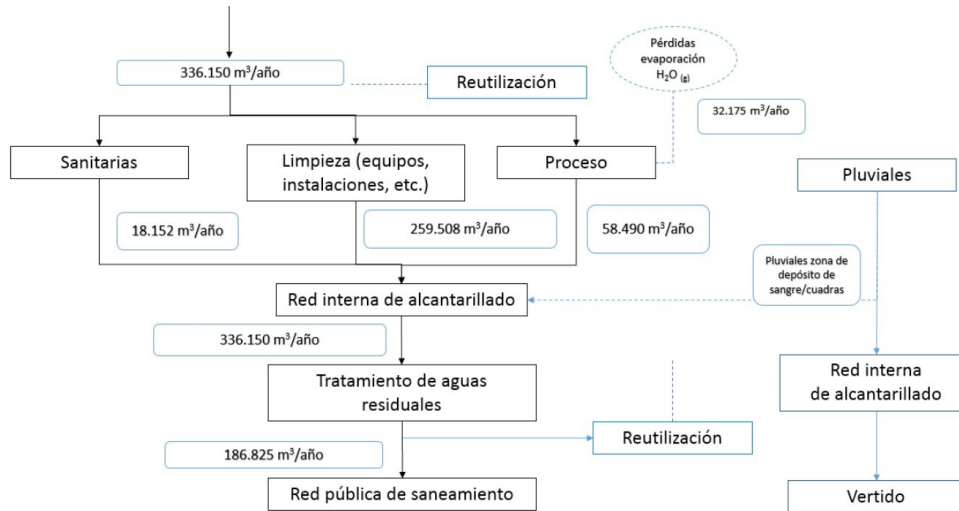 336.150 m³/año
Reutilización
Pérdidas
evaporación
H₂O (g)
32.175 m³/año
Sanitarias
Limpieza (equipos,
instalaciones, etc.)
Proceso
Pluviales
18.152 m³/año
259.508 m³/año
58.490 m³/año
Pluviales zona de
depósito de
sangre/cuadras
Red interna de alcantarillado
336.150 m³/año
Red interna
de alcantarillado
Tratamiento de aguas
residuales
Reutilización
186.825 m³/año
Red pública de saneamiento
Vertido